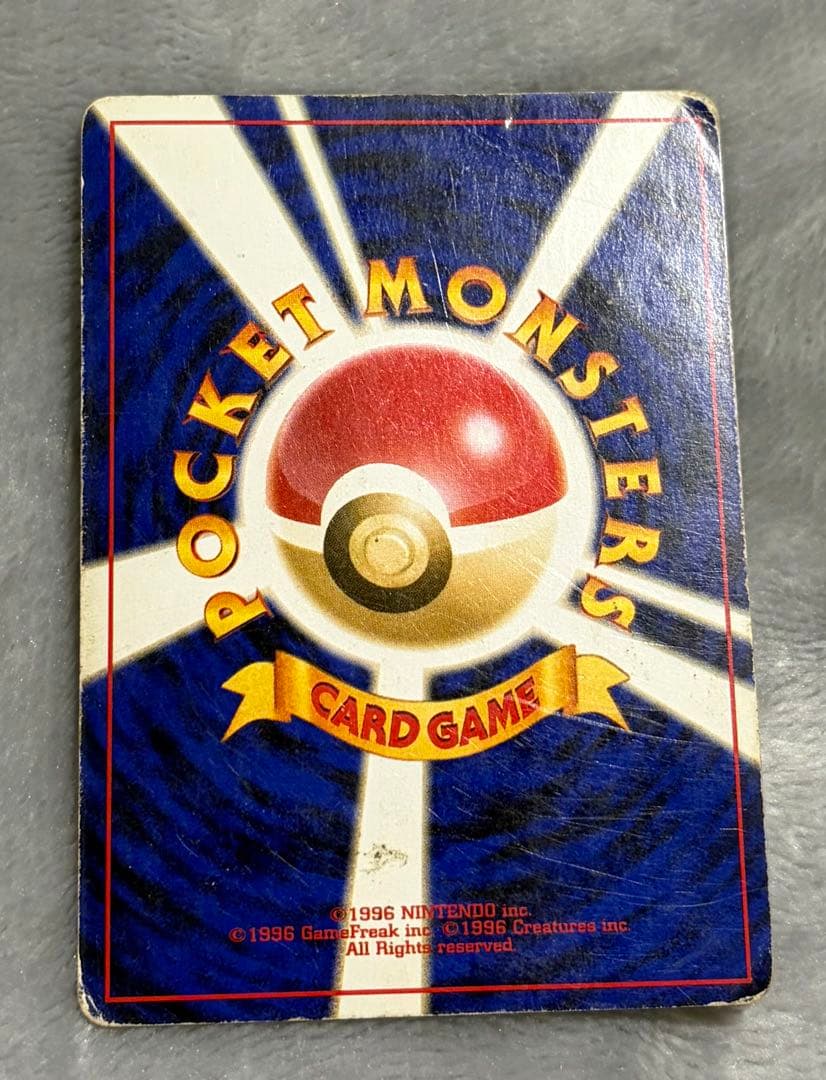 POCKET MONSTERS
CARD GAME
©1996 NINTENDO inc.
©1996 GameFreak inc. ©1996 Creatures inc.
All Rights reserved.